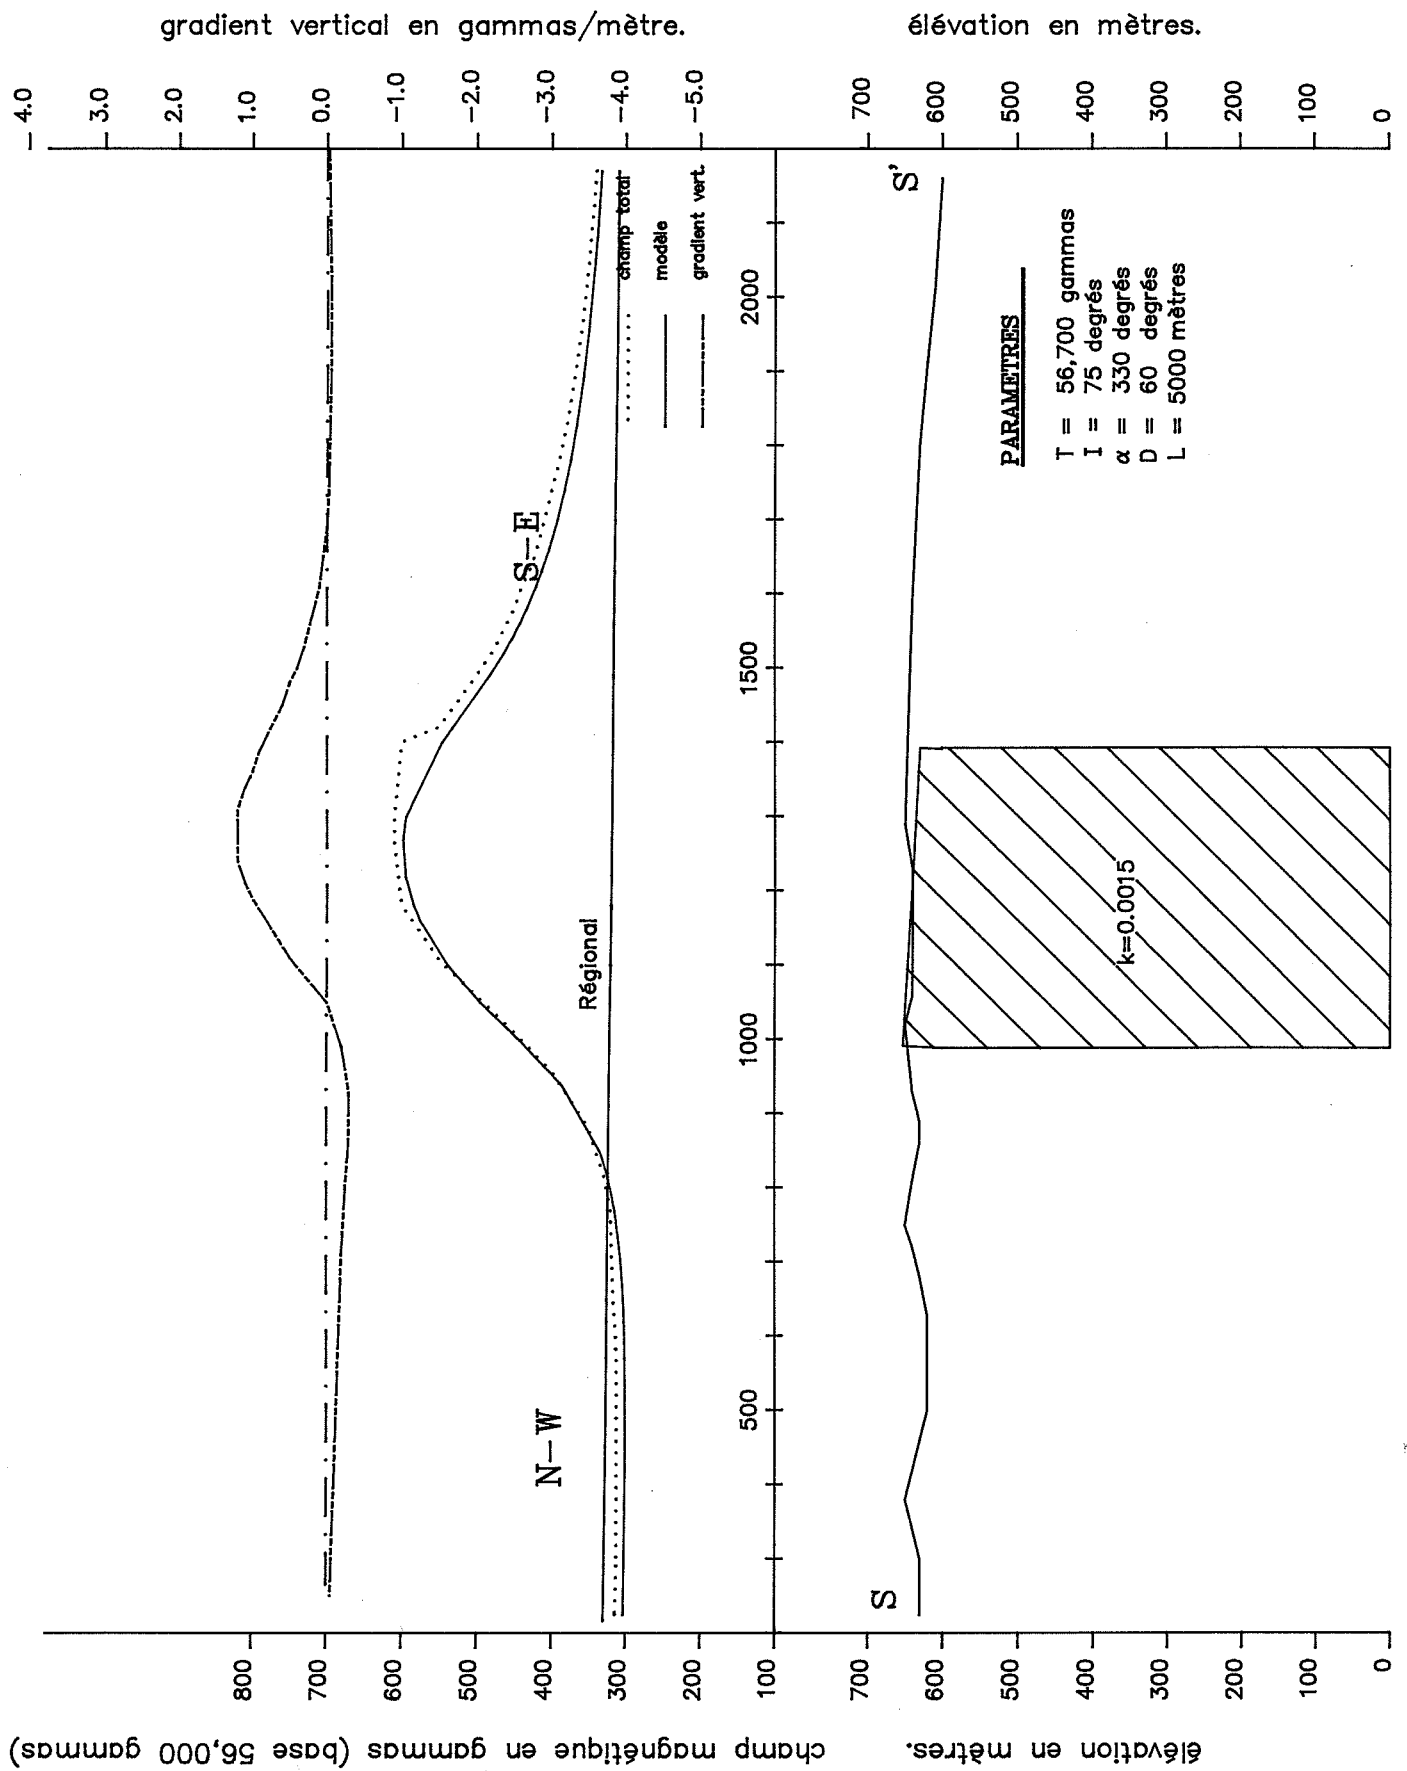 gradient vertical en gammas/mètre.
élévation en mètres.
4.0
3.0
2.0
1.0
0.0
-1.0
-2.0
-3.0
-4.0
-5.0
700
600
500
400
300
200
100
0
champ total
modèle
gradient vert.
S-E
N-W
Régional
500
1000
1500
2000
S
S'
PARAMETRES
T = 56,700 gammas
I = 75 degrés
α = 330 degrés
D = 60 degrés
L = 5000 mètres
k=0.0015
800
700
600
500
400
300
100
700
600
500
400
300
200
100
0
champ magnétique en gammas (base 56,000 gammas)
élévation en mètres.